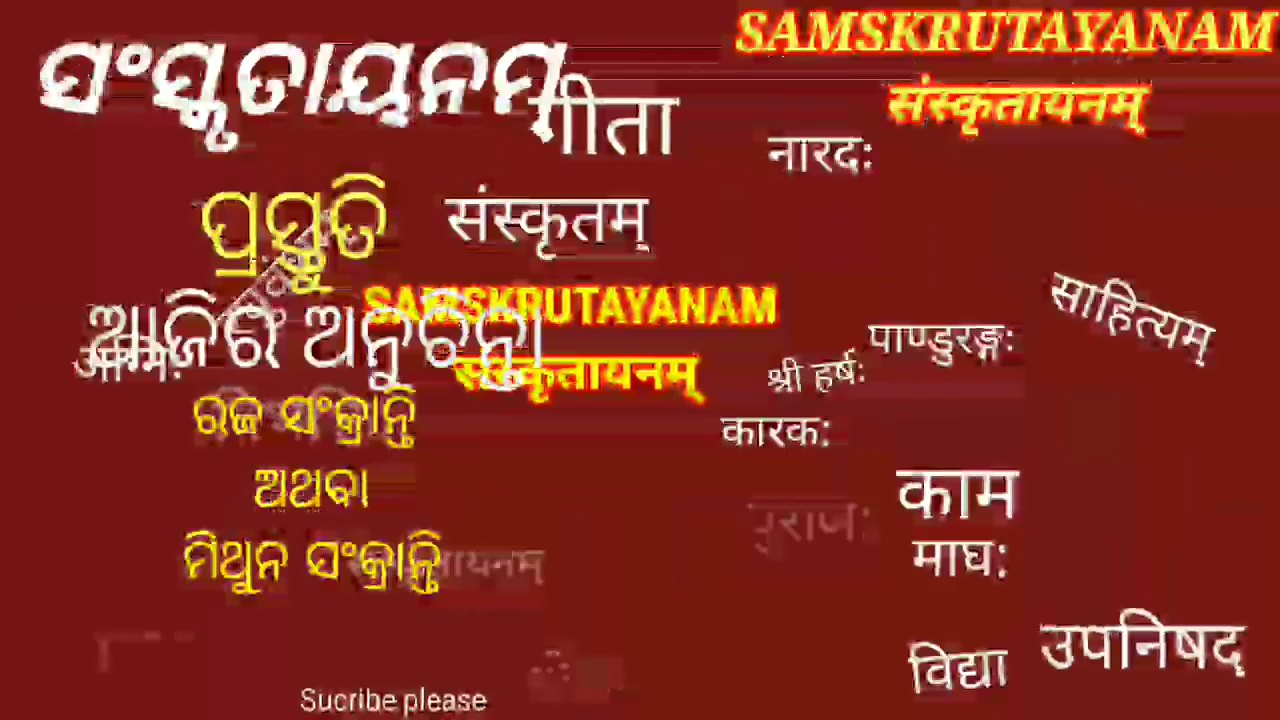 SAMSKRUTAYANAM
ସଂସ୍କୃତାୟନମ୍
संस्कृतायनम्
गीता
नारदः
ପ୍ରସ୍ତୁତି
संस्कृतम्
SAMSKRUTAYANAM
साहित्यम्
ଆଜିର ଅନୁଚିନ୍ତା
पाण्डुरङ्गः
संस्कृतायनम्
श्री हर्षः
ରଜ ସଂକ୍ରାନ୍ତି
कारकः
ଅଥବା
काम
माघः
ମିଥୁନ ସଂକ୍ରାନ୍ତି
उपनिषद्
विद्या
Sucribe please